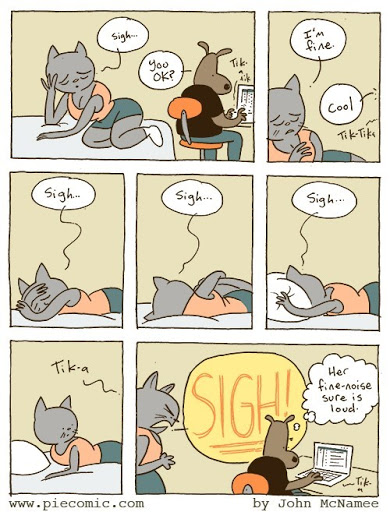 Sigh...
You
OK?
Tik-
a
tik
I'm
fine.
Cool
Tik-Tika
Sigh...
Sigh...
Sigh...
Tik-a
SIGH!
Her
fine-noise
sure is
loud.
Tik-
a
www.piecomic.com by John McNamee